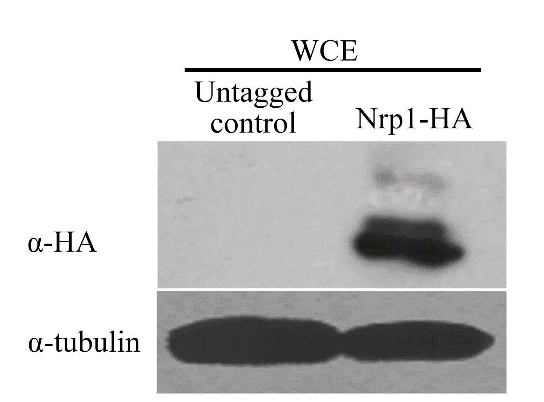 WCE
Untagged
control
Nrp1-HA
α-HA
α-tubulin